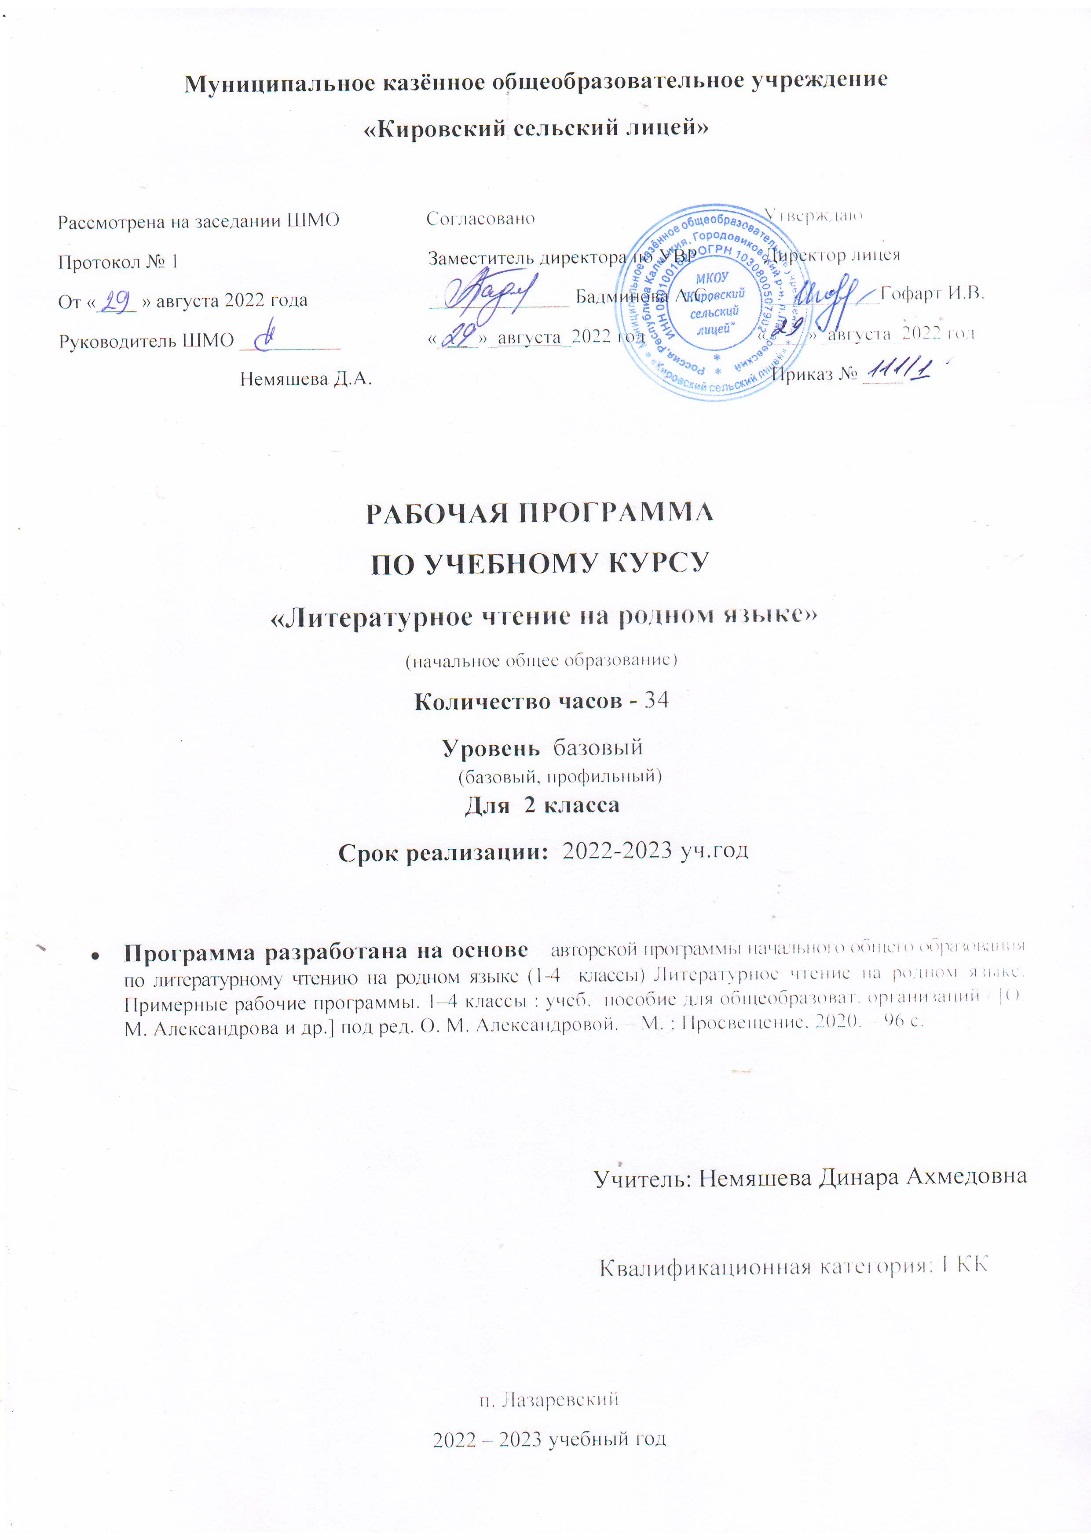 Муниципальное казённое общеобразовательное учреждение
«Кировский сельский лицей»
Рассмотрена на заседании ШМО
Протокол № 1
От « 29 » августа 2022 года
Руководитель ШМО
Немяшева Д.А.
Согласовано
Заместитель директора по УВР
Бадминова А.С.
« 29 » августа 2022 год
Утверждаю
Директор лицея
Гофарт И.В.
« 29 » августа 2022 год
Приказ № 111/1
МКОУ
"Кировский
сельский
лицей"
РАБОЧАЯ ПРОГРАММА
ПО УЧЕБНОМУ КУРСУ
«Литературное чтение на родном языке»
(начальное общее образование)
Количество часов - 34
Уровень базовый
(базовый, профильный)
Для 2 класса
Срок реализации: 2022-2023 уч.год
• Программа разработана на основе авторской программы начального общего образования
по литературному чтению на родном языке (1-4 классы) Литературное чтение на родном языке.
Примерные рабочие программы. 1–4 классы : учеб. пособие для общеобразоват. организаций / [О.
М. Александрова и др.] под ред. О. М. Александровой. – М. : Просвещение, 2020. – 96 с.
Учитель: Немяшева Динара Ахмедовна
Квалификационная категория: I КК
п. Лазаревский
2022 – 2023 учебный год